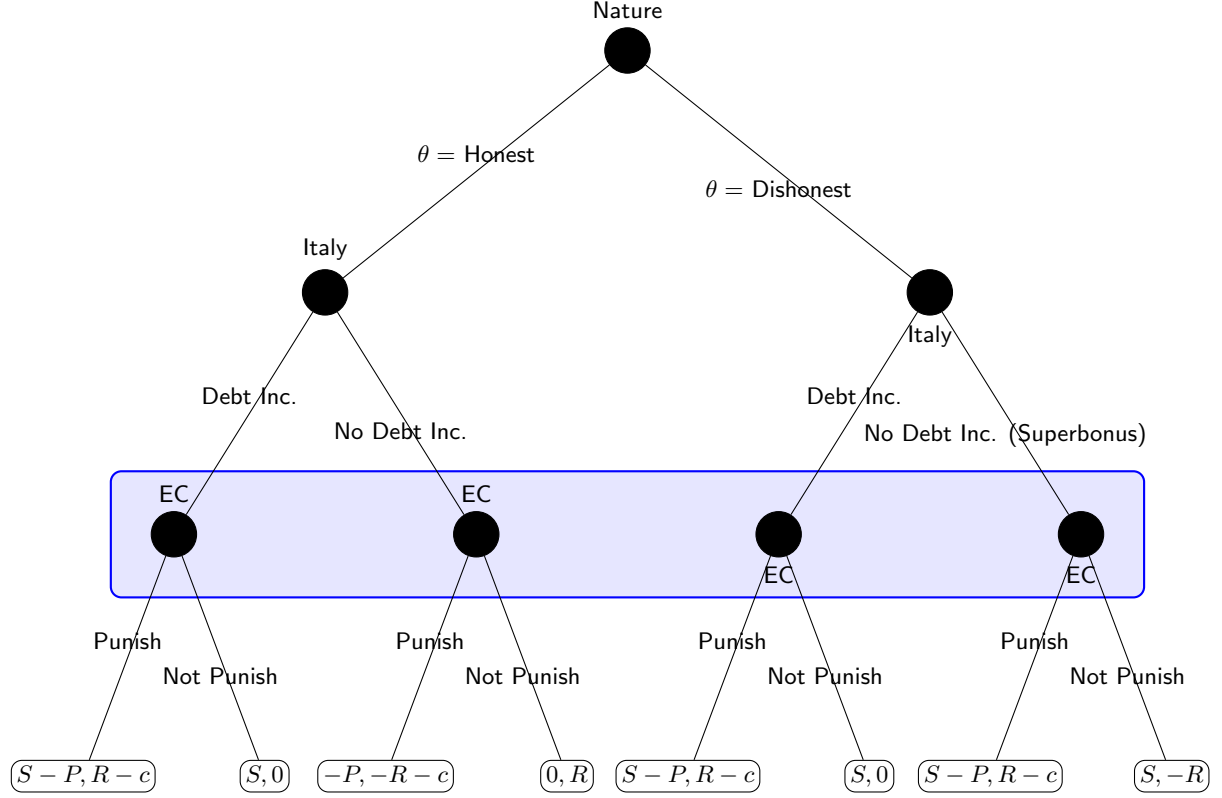 Nature
θ = Honest
θ = Dishonest
Italy
Italy
Debt Inc.
No Debt Inc.
Debt Inc.
No Debt Inc. (Superbonus)
EC
EC
EC
EC
Punish
Not Punish
Punish
Not Punish
Punish
Not Punish
Punish
Not Punish
S − P, R − c
S, 0
−P, −R − c
0, R
S − P, R − c
S, 0
S − P, R − c
S, −R